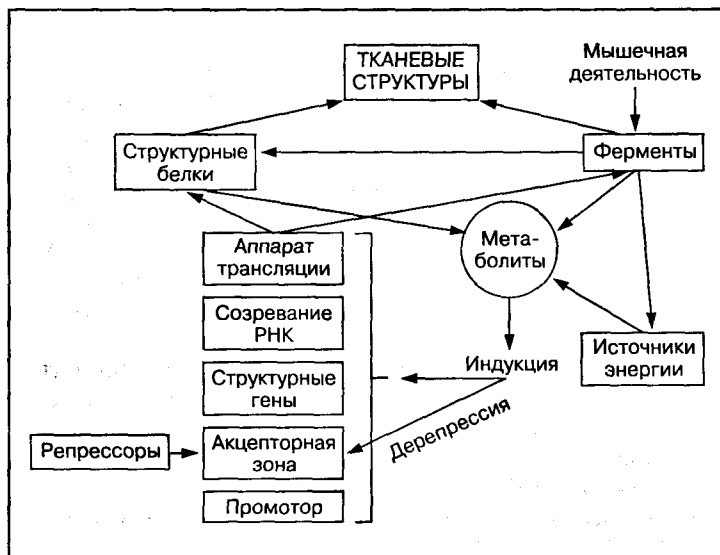 ТКАНЕВЫЕ
СТРУКТУРЫ
Мышечная
деятельность
Структурные
белки
Ферменты
Аппарат
трансляции
Мета-
болиты
Созревание
РНК
Структурные
гены
Индукция
Источники
энергии
Дерепрессия
Репрессоры
Акцепторная
зона
Промотор